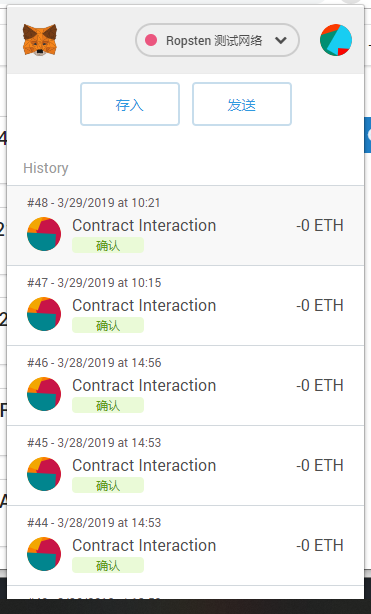 Ropsten 测试网络
存入
发送
History
#48 - 3/29/2019 at 10:21
Contract Interaction
-0 ETH
确认
#47 - 3/29/2019 at 10:15
Contract Interaction
-0 ETH
确认
#46 - 3/28/2019 at 14:56
Contract Interaction
-0 ETH
确认
#45 - 3/28/2019 at 14:53
Contract Interaction
-0 ETH
确认
#44 - 3/28/2019 at 14:53
Contract Interaction
-0 ETH
确认